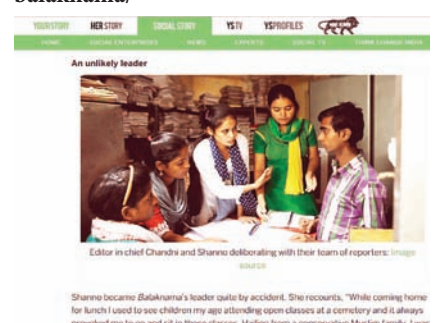 YOURSTORY HERSTORY SOCIAL STORY YSTV YSPROFILES
HOME SOCIAL ENTERPRISES NEWS EXPERTS SOCIAL TV THINK CHANGE INDIA
An unlikely leader
Editor in chief Chandni and Shanno deliberating with their team of reporters: image
source
Shanno became Balaknama's leader quite by accident. She recounts, "While coming home
for lunch I used to see children my age attending open classes at a cemetery and it always